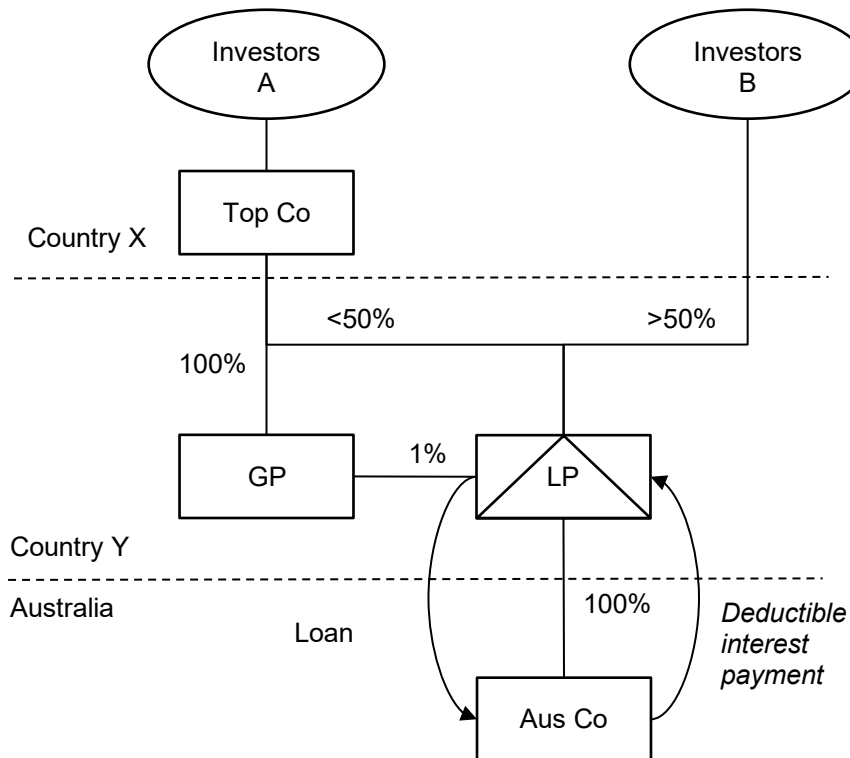 Investors
A
Investors
B
Top Co
Country X
<50%
>50%
100%
1%
GP
LP
Country Y
Australia
Loan
100%
Deductible
interest
payment
Aus Co